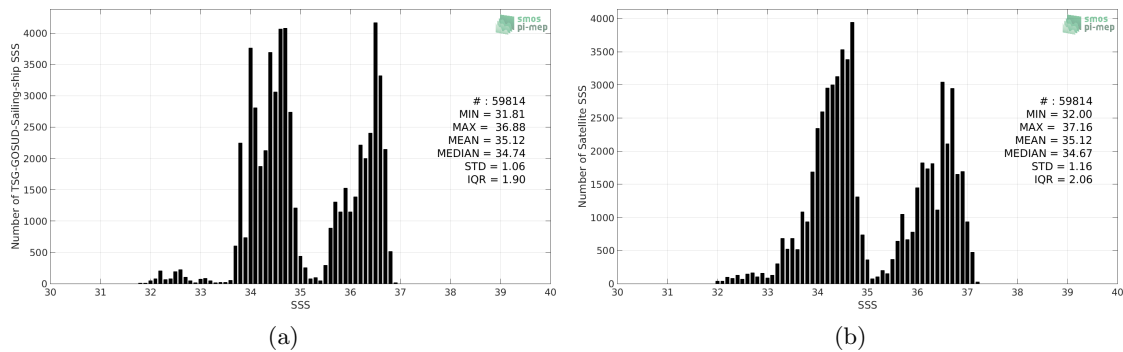 Number of TSG-GOSUD-Sailing-ship SSS
4000
3500
3000
2500
2000
1500
1000
500
0
30 31 32 33 34 35 36 37 38 39 40
SSS
smos
pi-mep
# : 59814
MIN = 31.81
MAX = 36.88
MEAN = 35.12
MEDIAN = 34.74
STD = 1.06
IQR = 1.90
(a)
Number of Satellite SSS
4000
3500
3000
2500
2000
1500
1000
500
0
30 31 32 33 34 35 36 37 38 39 40
SSS
smos
pi-mep
# : 59814
MIN = 32.00
MAX = 37.16
MEAN = 35.12
MEDIAN = 34.67
STD = 1.16
IQR = 2.06
(b)